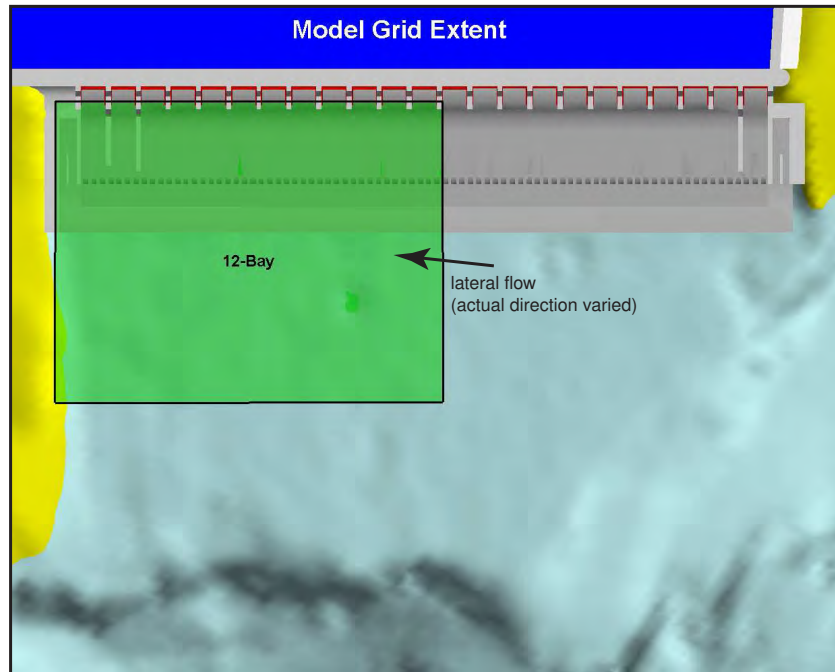 Model Grid Extent
12-Bay
lateral flow
(actual direction varied)